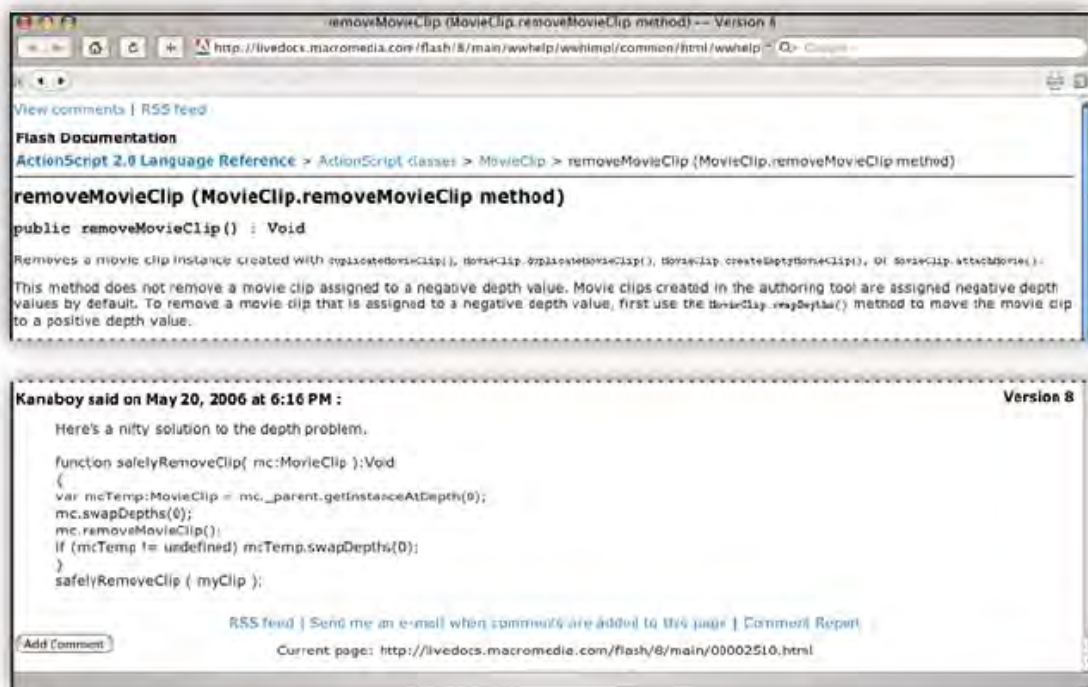 removeMovieClip (MovieClip.removeMovieClip method) -- Version 8
http://livedocs.macromedia.com/flash/8/main/wwhelp/wwhimpl/common/html/wwhelp
Google
View comments | RSS feed
Flash Documentation
ActionScript 2.0 Language Reference > ActionScript classes > MovieClip > removeMovieClip (MovieClip.removeMovieClip method)
removeMovieClip (MovieClip.removeMovieClip method)
public removeMovieClip() : Void
Removes a movie clip instance created with duplicateMovieClip(), MovieClip.duplicateMovieClip(), MovieClip.createEmptyMovieClip(), or MovieClip.attachMovie().
This method does not remove a movie clip assigned to a negative depth value. Movie clips created in the authoring tool are assigned negative depth
values by default. To remove a movie clip that is assigned to a negative depth value, first use the MovieClip.swapDepths() method to move the movie clip
to a positive depth value.
Kanaboy said on May 20, 2006 at 6:16 PM :
Version 8
Here's a nifty solution to the depth problem.
function safelyRemoveClip( mc:MovieClip ):Void
{
var mcTemp:MovieClip = mc._parent.getInstanceAtDepth(0);
mc.swapDepths(0);
mc.removeMovieClip();
if (mcTemp != undefined) mcTemp.swapDepths(0);
}
safelyRemoveClip ( myClip );
RSS feed | Send me an e-mail when comments are added to this page | Comment Report
Add Comment
Current page: http://livedocs.macromedia.com/flash/8/main/00002510.html